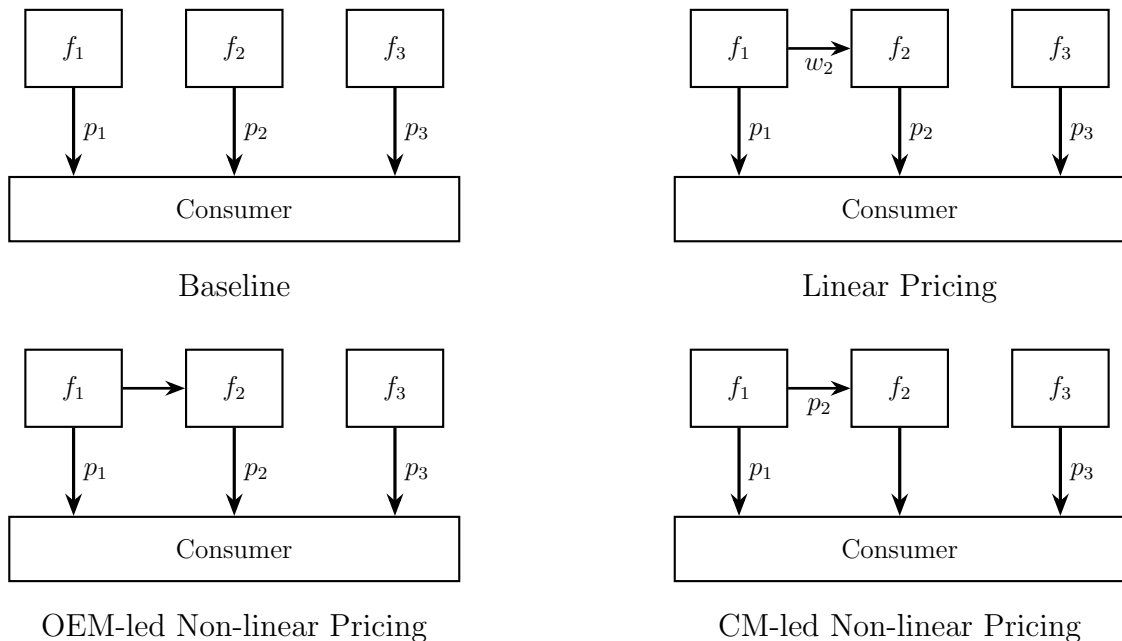 f1 f2 f3
p1 p2 p3
Consumer
Baseline
f1 f2 f3
w2
p1 p2 p3
Consumer
Linear Pricing
f1 f2 f3
p1 p2 p3
Consumer
OEM-led Non-linear Pricing
f1 f2 f3
p2
p1 p3
Consumer
CM-led Non-linear Pricing